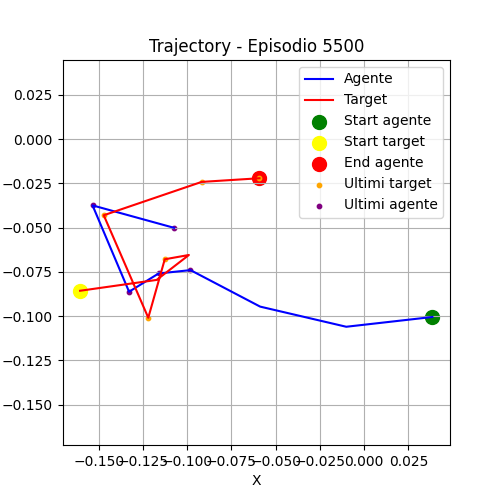 Trajectory - Episodio 5500
Agente
Target
Start agente
Start target
End agente
Ultimi target
Ultimi agente
0.025
0.000
−0.025
−0.050
−0.075
−0.100
−0.125
−0.150
−0.150−0.125−0.100−0.075−0.050−0.0250.000 0.025
X